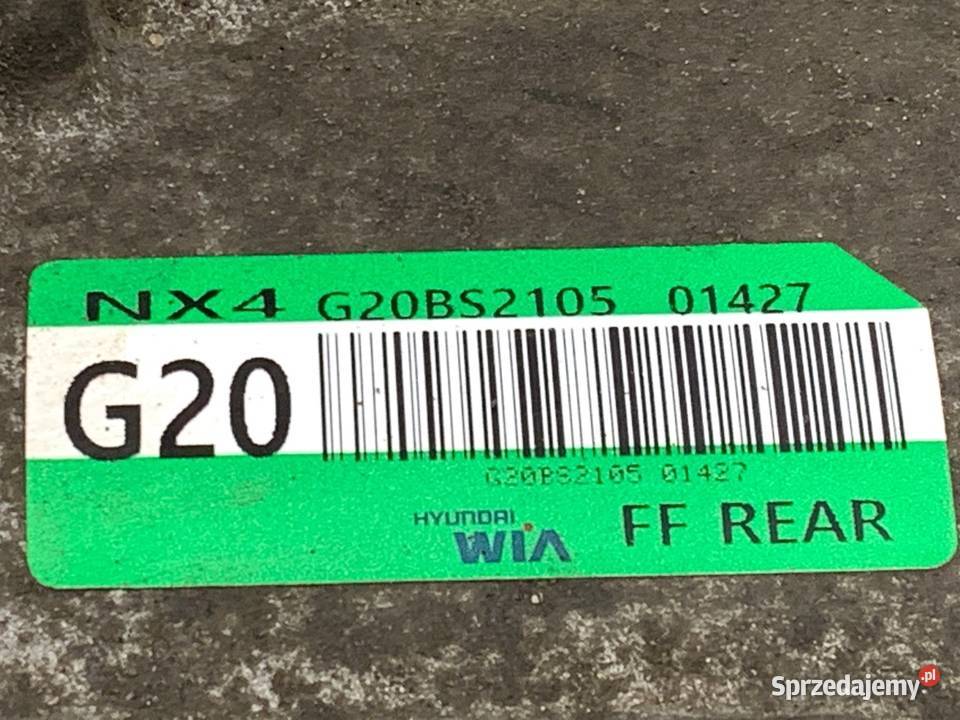 NX4 G20BS2105 01427
G20
G20BS2105 01427
HYUNDAI
WIA FF REAR
Sprzedajemy.pl